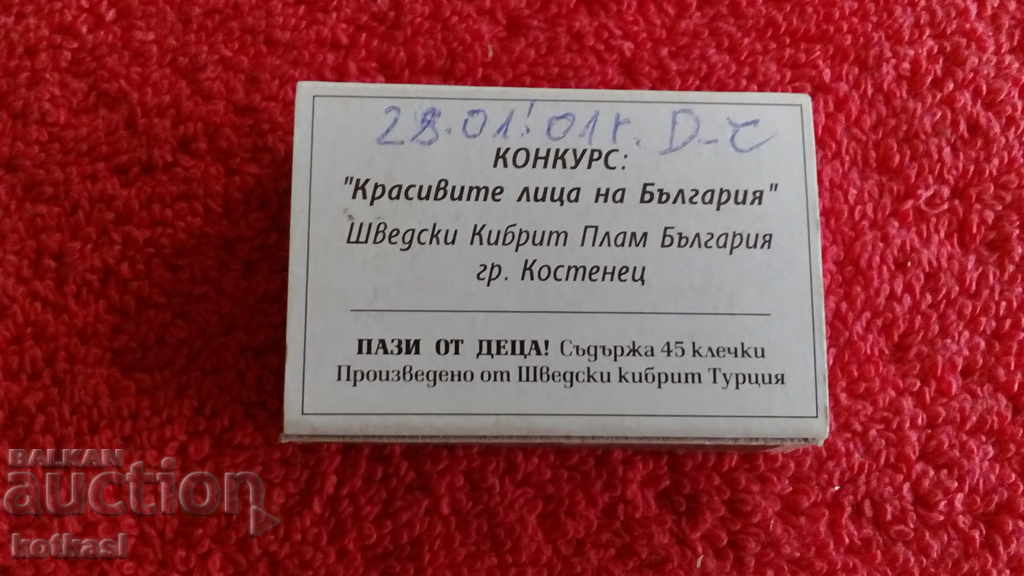 28.01.01г. D-C
КОНКУРС:
"Красивите лица на България"
Шведски Кибрит Плам България
гр. Костенец
ПАЗИ ОТ ДЕЦА! Съдържа 45 клечки
Произведено от Шведски кибрит Турция
BALKAN
auction
kotkasl